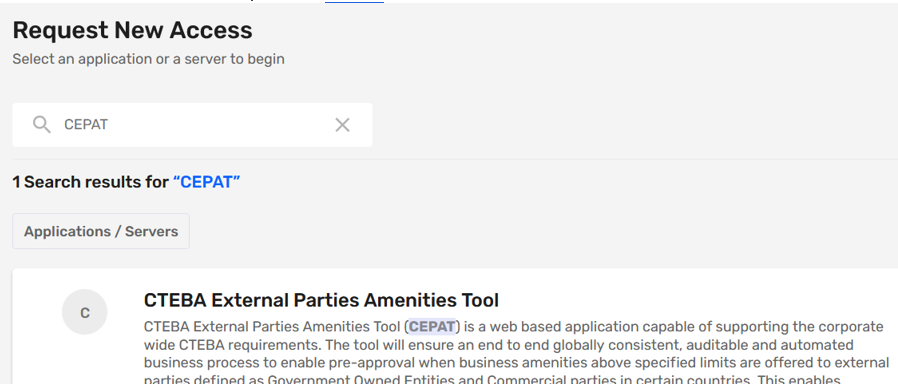 Request New Access
Select an application or a server to begin
CEPAT
1 Search results for “CEPAT”
Applications / Servers
C
CTEBA External Parties Amenities Tool
CTEBA External Parties Amenities Tool (CEPAT) is a web based application capable of supporting the corporate
wide CTEBA requirements. The tool will ensure an end to end globally consistent, auditable and automated
business process to enable pre-approval when business amenities above specified limits are offered to external
parties defined as Government Owned Entities and Commercial parties in certain countries. This enables